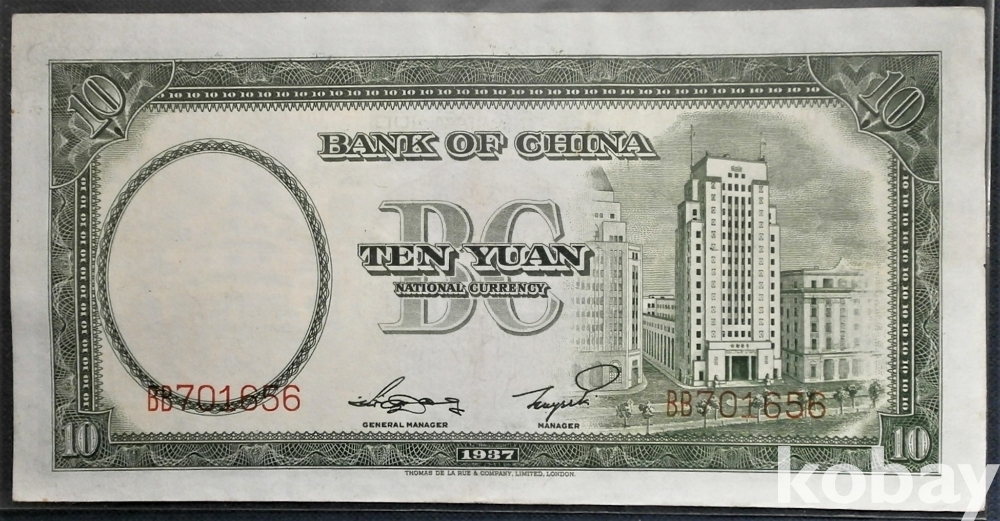 10 10
BANK OF CHINA
BC
TEN YUAN
NATIONAL CURRENCY
BB701656 BB701656
GENERAL MANAGER MANAGER
10 1937 10
THOMAS DE LA RUE & COMPANY, LIMITED, LONDON.
kobay